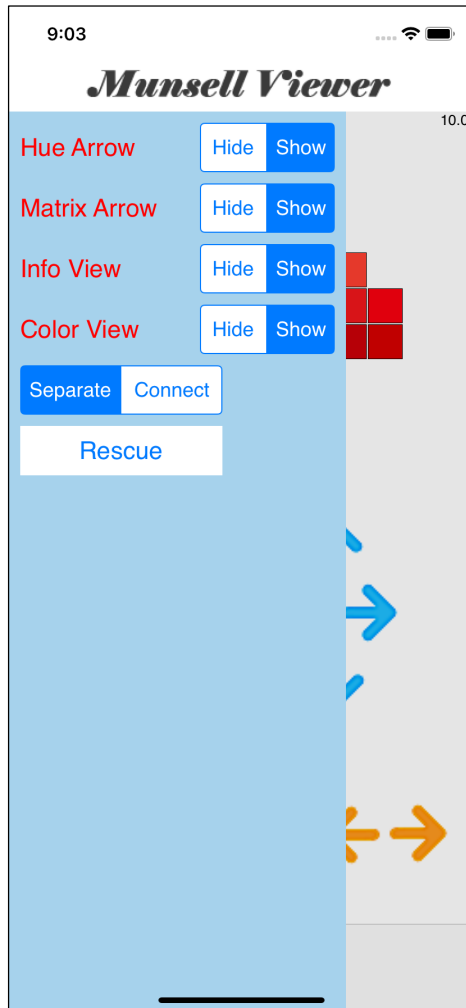 9:03
Munsell Viewer
10.0
Hue Arrow Hide Show
Matrix Arrow Hide Show
Info View Hide Show
Color View Hide Show
Separate Connect
Rescue